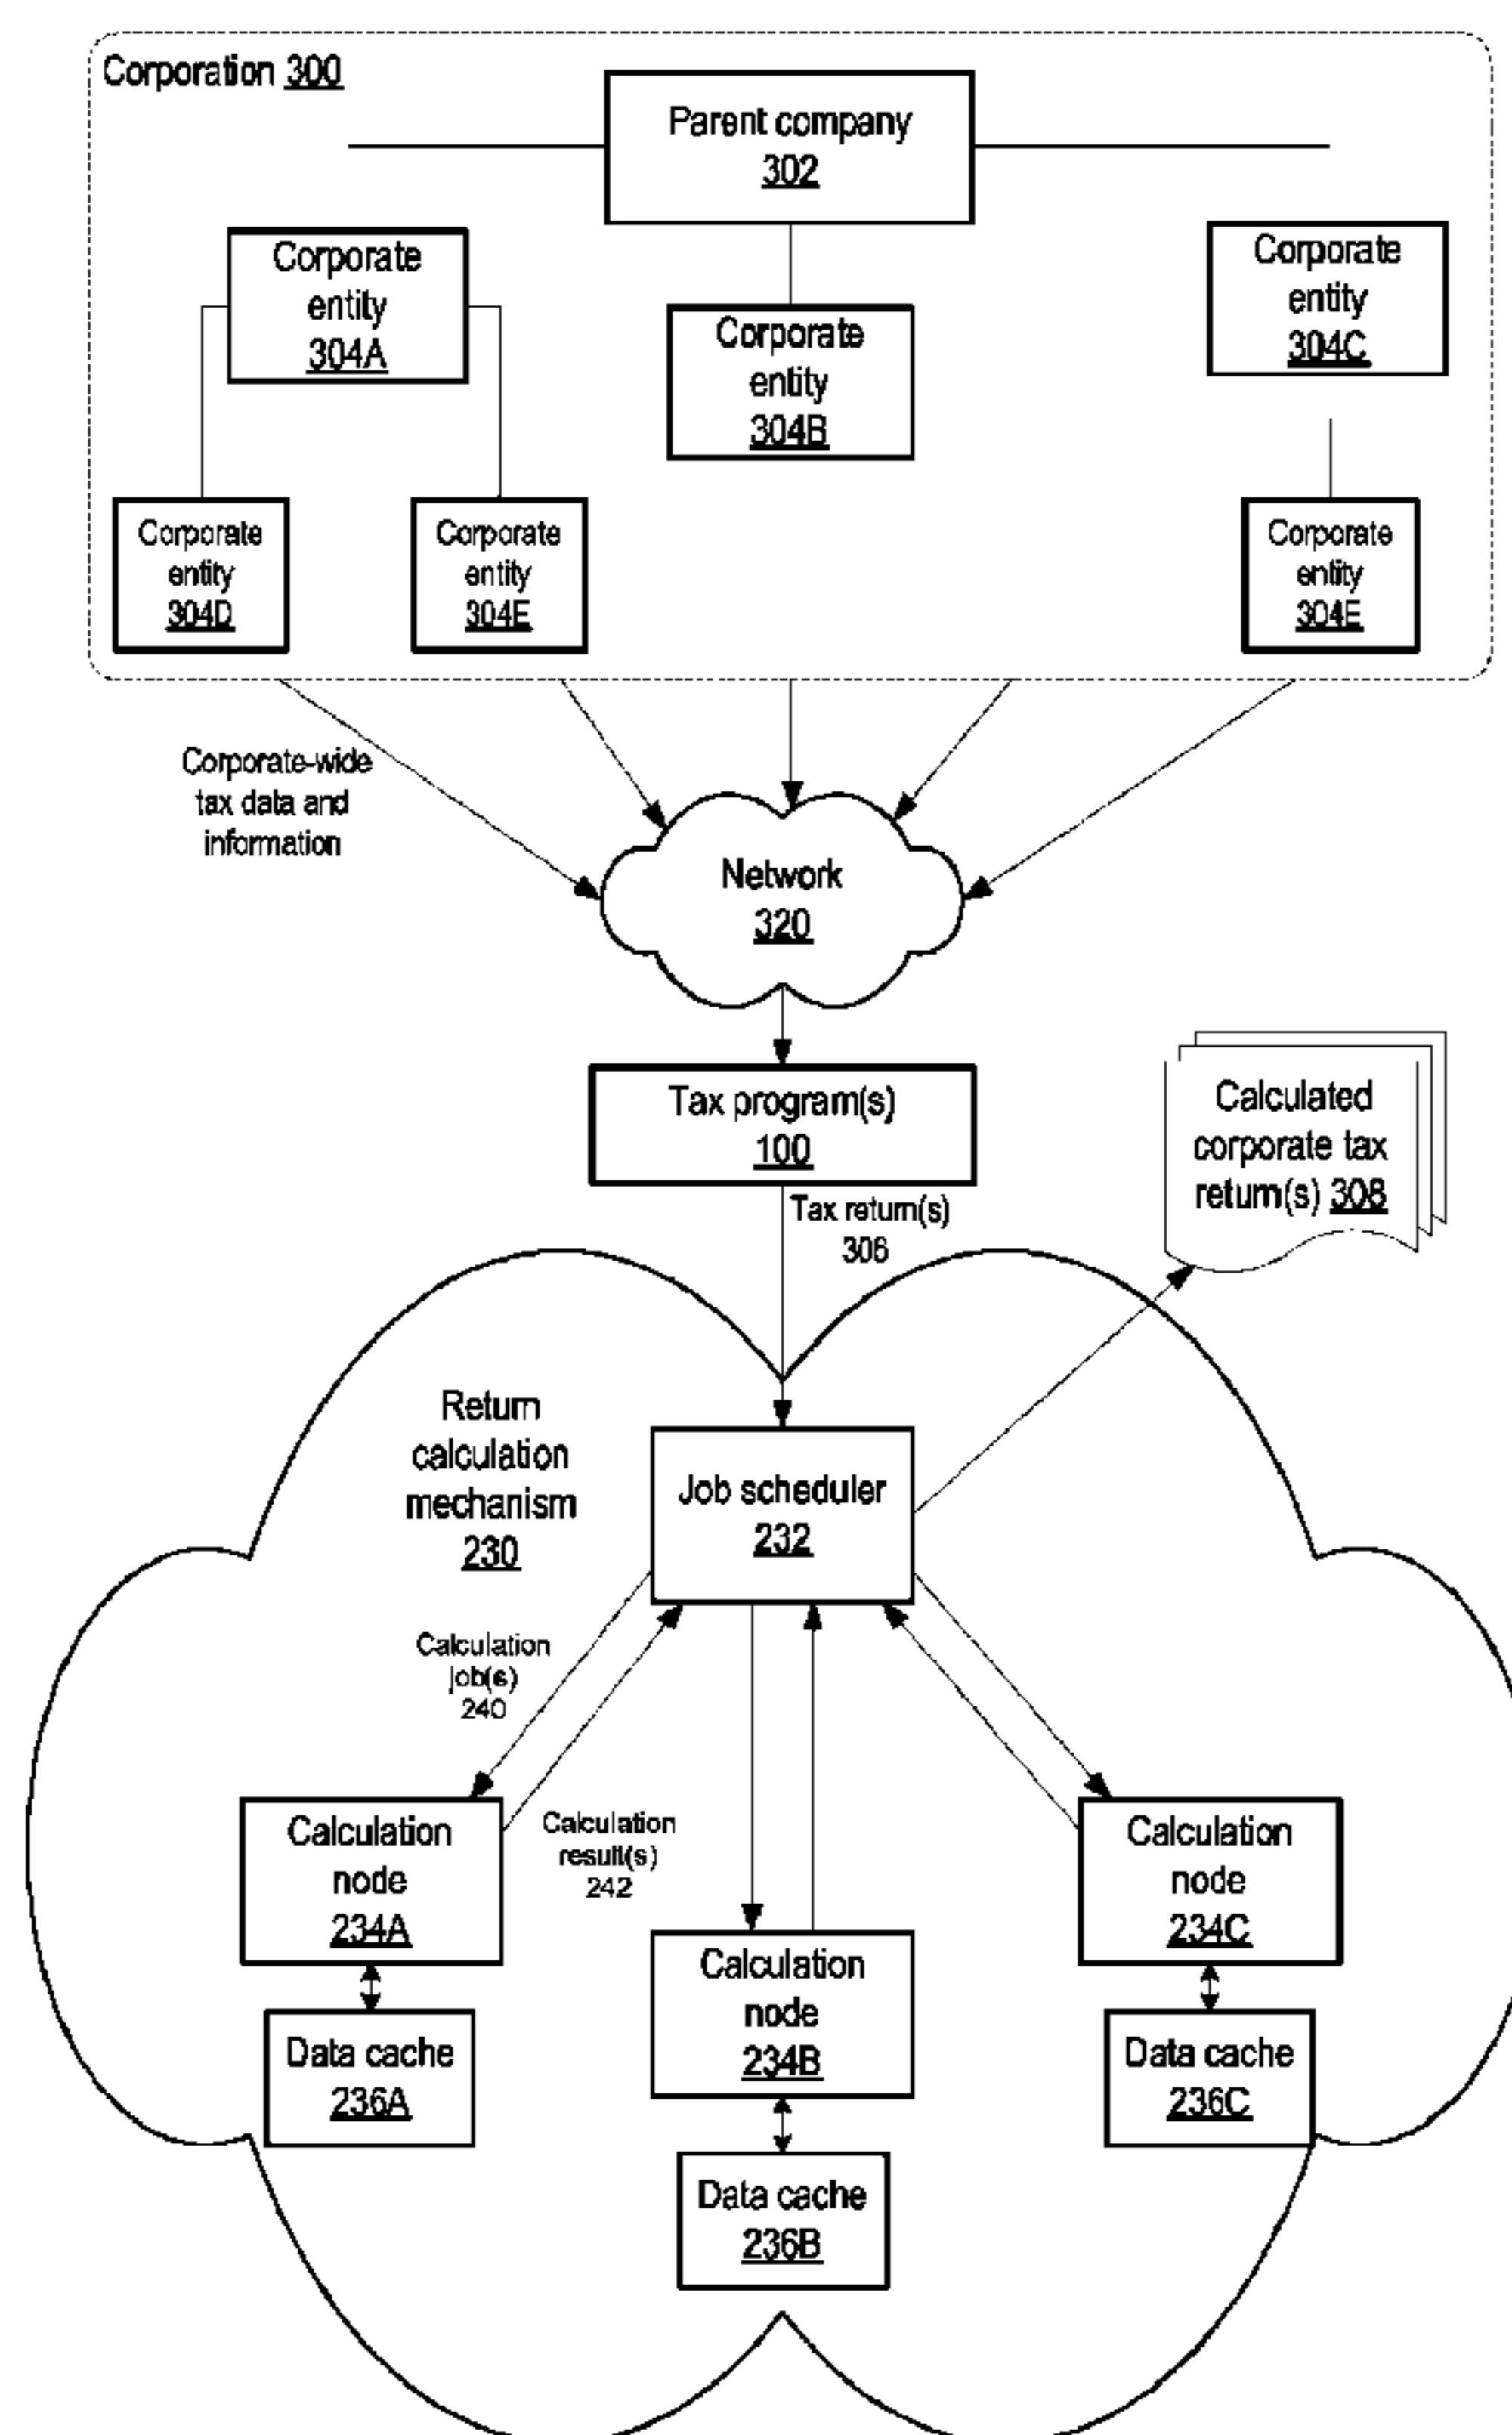 Corporation 300
Parent company
302
Corporate
entity
304A
Corporate
entity
304B
Corporate
entity
304C
Corporate
entity
304D
Corporate
entity
304E
Corporate
entity
304E
Corporate-wide
tax data and
information
Network
320
Tax program(s)
100
Tax return(s)
306
Calculated
corporate tax
return(s) 308
Return
calculation
mechanism
230
Job scheduler
232
Calculation
job(s)
240
Calculation
result(s)
242
Calculation
node
234A
Calculation
node
234B
Calculation
node
234C
Data cache
236A
Data cache
236B
Data cache
236C